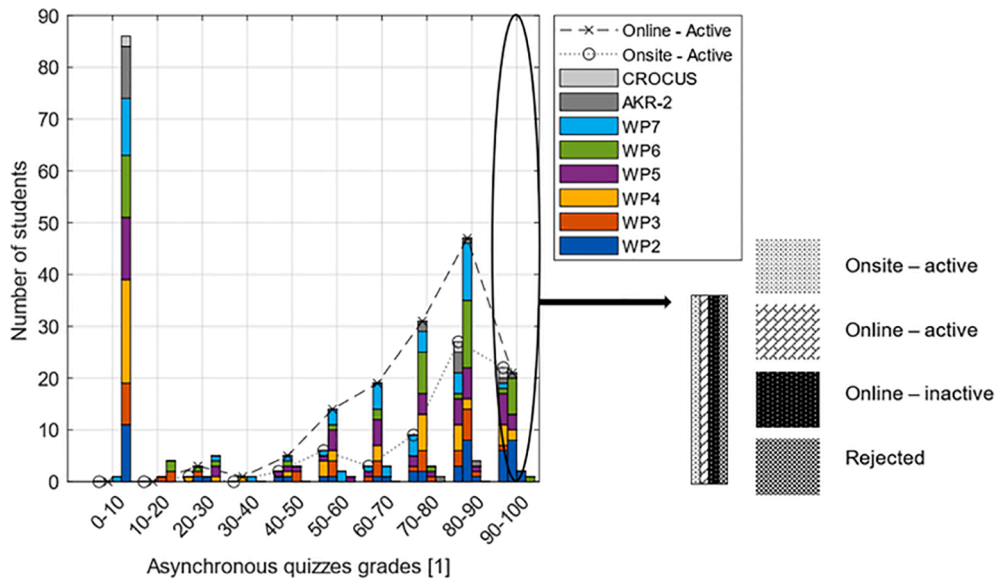 90
80
70
60
50
40
30
20
10
0
Number of students
0-10
10-20
20-30
30-40
40-50
50-60
60-70
70-80
80-90
90-100
Asynchronous quizzes grades [1]
Online - Active
Onsite - Active
CROCUS
AKR-2
WP7
WP6
WP5
WP4
WP3
WP2
Onsite – active
Online – active
Online – inactive
Rejected